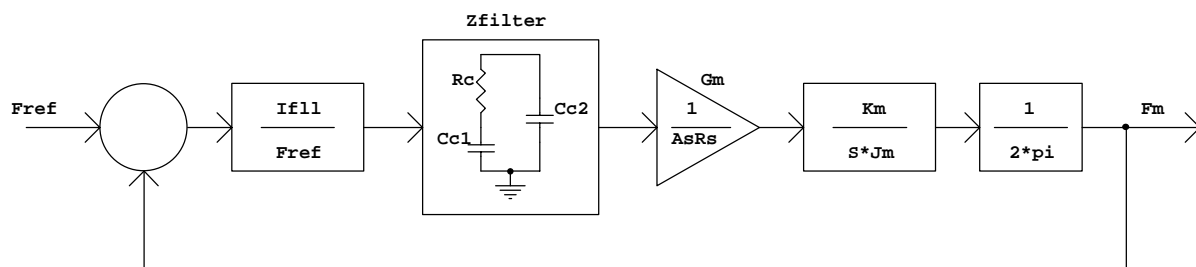 Zfilter
Fref
Ifll
Fref
Rc
Cc1
Cc2
Gm
1
AsRs
Km
S*Jm
1
2*pi
Fm